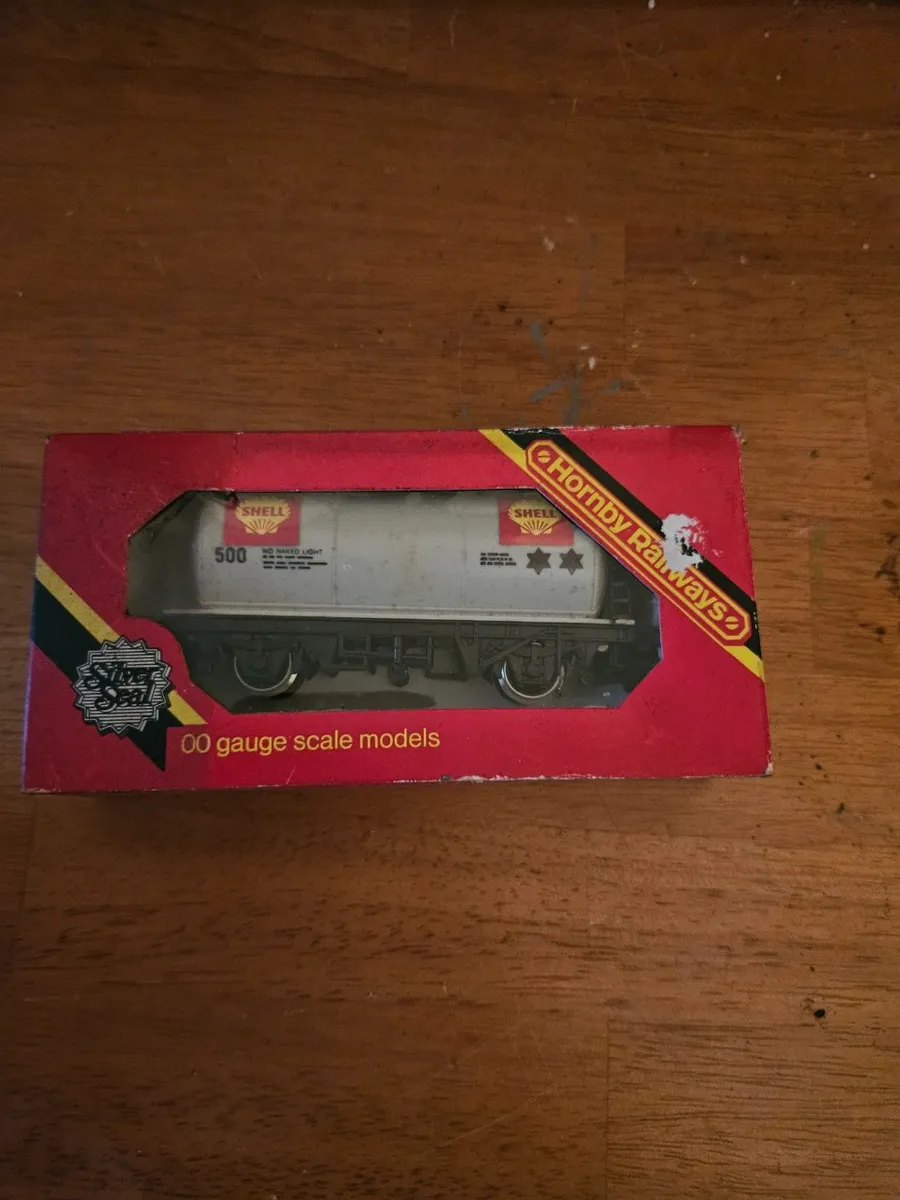 Hornby Railways
SHELL
SHELL
500
NO NAKED LIGHT
Silver
Seal
00 gauge scale models